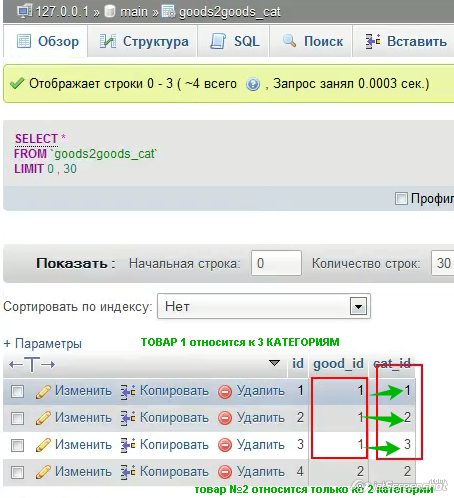 127.0.0.1 » main » goods2goods_cat
Обзор Структура SQL Поиск Вставить
Отображает строки 0 - 3 ( ~4 всего , Запрос занял 0.0003 сек.)
SELECT *
FROM `goods2goods_cat`
LIMIT 0 , 30
Профил
Показать : Начальная строка: 0 Количество строк: 30
Сортировать по индексу: Нет
+ Параметры
ТОВАР 1 относится к 3 КАТЕГОРИЯМ
←T→ id good_id cat_id
Изменить Копировать Удалить 1 1 1
Изменить Копировать Удалить 2 1 2
Изменить Копировать Удалить 3 1 3
Изменить Копировать Удалить 4 2 2
товар №2 относится только ко 2 категории